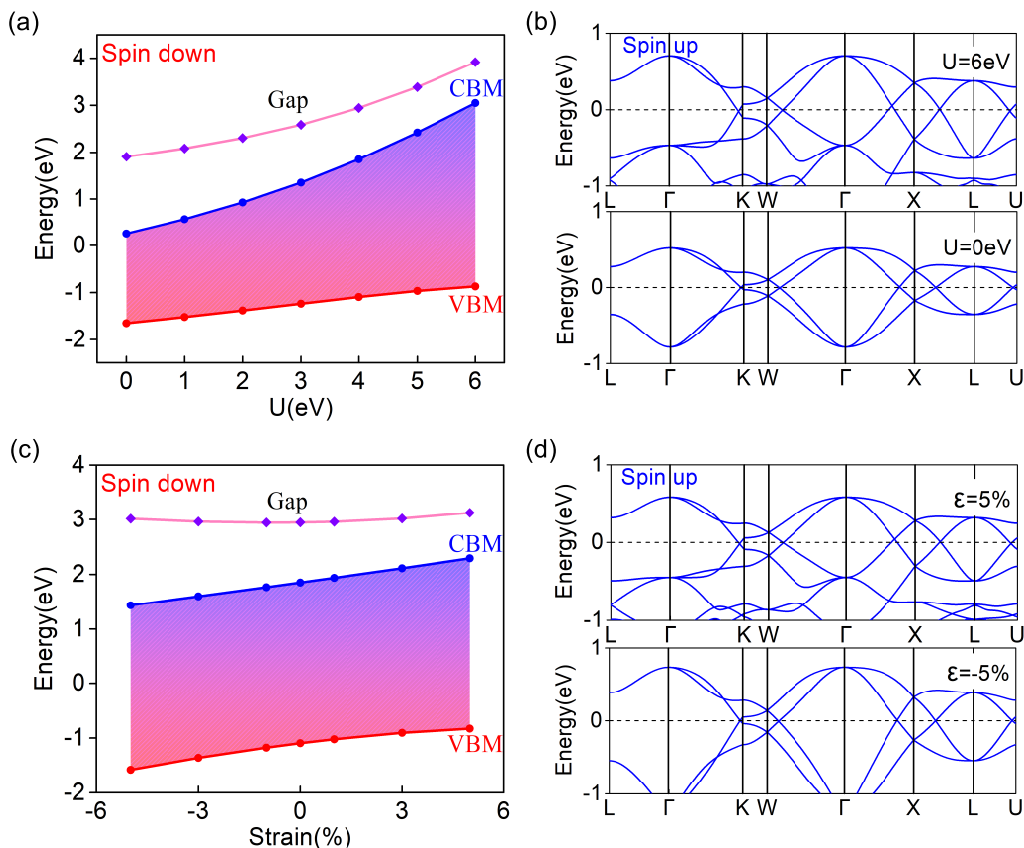 (a)
Spin down
Gap
CBM
VBM
Energy(eV)
4
3
2
1
0
-1
-2
0 1 2 3 4 5 6
U(eV)
(b)
Spin up
U=6eV
Energy(eV)
1
0
-1
L Γ K W Γ X L U
U=0eV
Energy(eV)
1
0
-1
L Γ K W Γ X L U
(c)
Spin down
Gap
CBM
VBM
Energy(eV)
4
3
2
1
0
-1
-2
-6 -3 0 3 6
Strain(%)
(d)
Spin up
ε=5%
Energy(eV)
1
0
-1
L Γ K W Γ X L U
ε=-5%
Energy(eV)
1
0
-1
L Γ K W Γ X L U